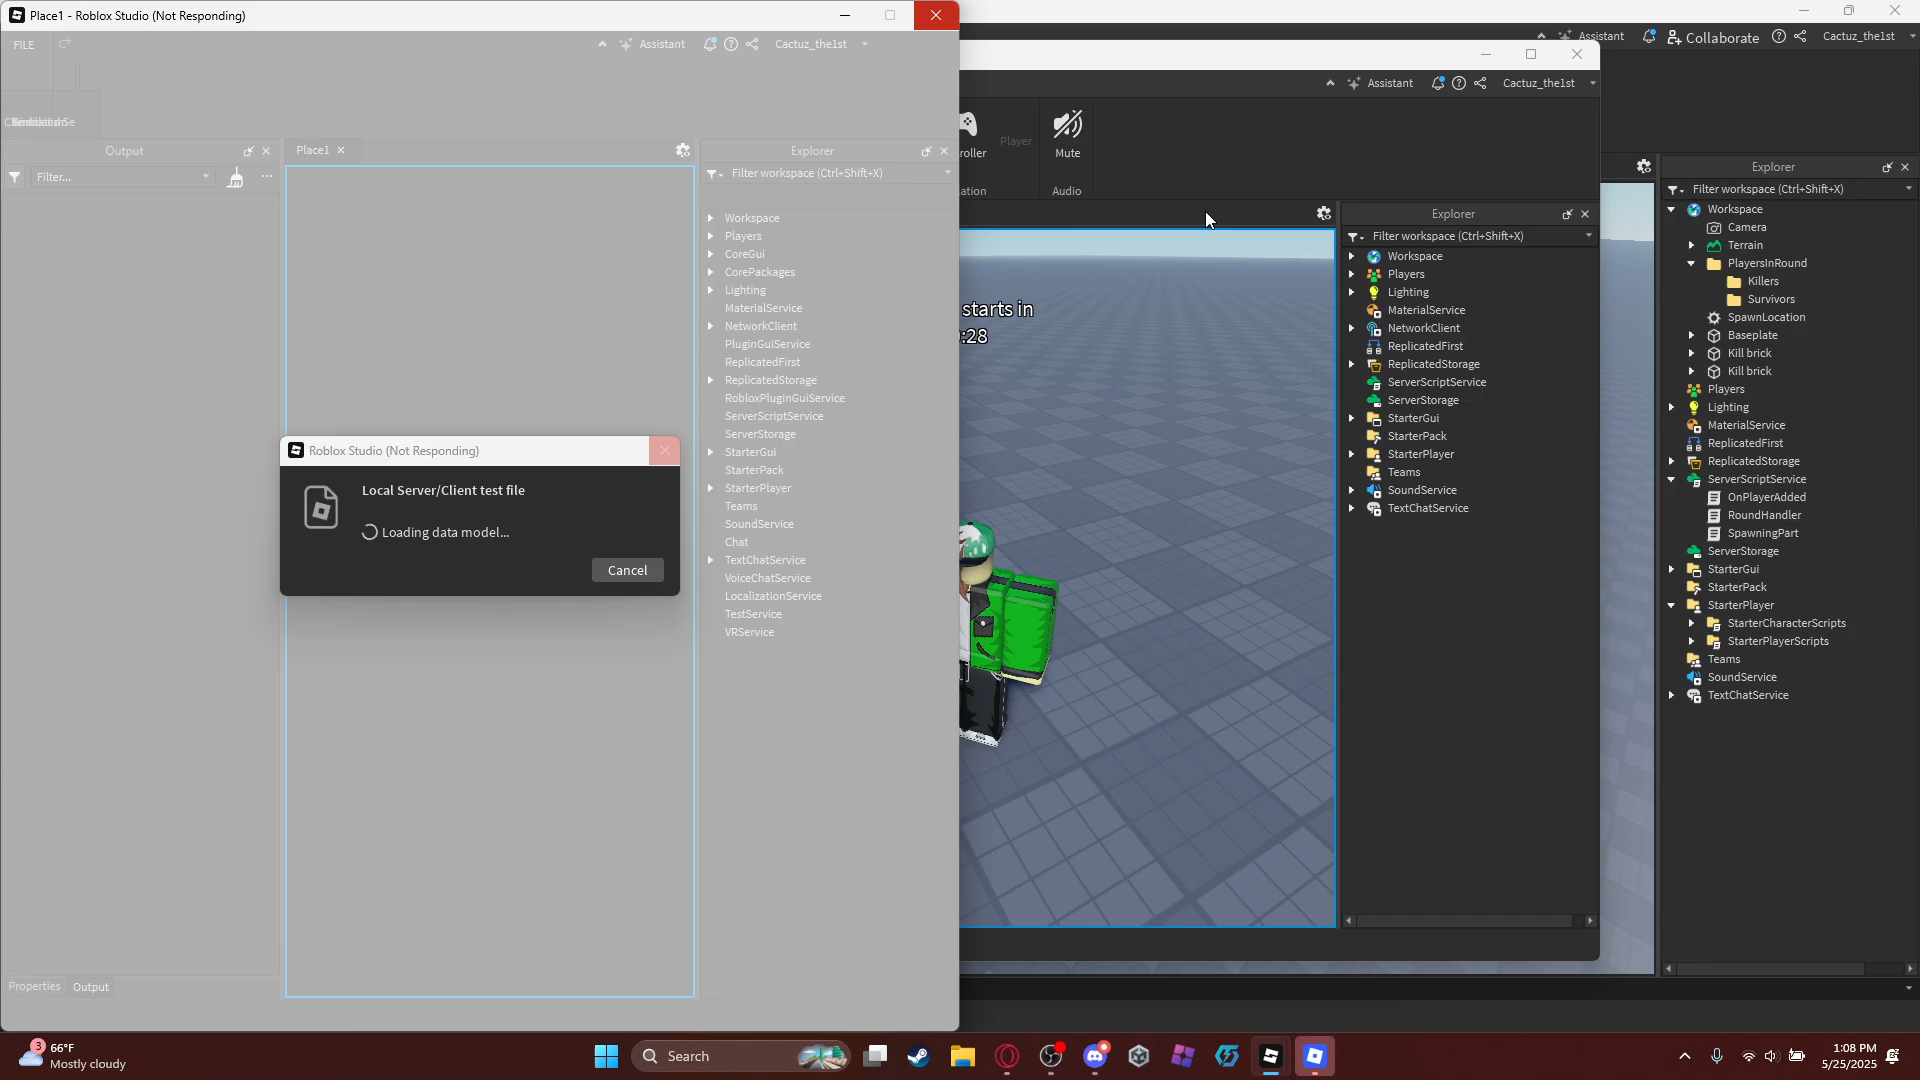 Place1 - Roblox Studio (Not Responding)
FILE
Assistant
Cactuz_the1st
Output
Filter...
Place1
Explorer
Filter workspace (Ctrl+Shift+X)
Workspace
Players
CoreGui
CorePackages
Lighting
MaterialService
NetworkClient
PluginGuiService
ReplicatedFirst
ReplicatedStorage
RobloxPluginGuiService
ServerScriptService
ServerStorage
StarterGui
StarterPack
StarterPlayer
Teams
SoundService
Chat
TextChatService
VoiceChatService
LocalizationService
TestService
VRService
Roblox Studio (Not Responding)
Local Server/Client test file
Loading data model...
Cancel
Properties
Output
Assistant
Cactuz_the1st
roller
Player
Mute
ation
Audio
starts in
:28
Explorer
Filter workspace (Ctrl+Shift+X)
Workspace
Players
Lighting
MaterialService
NetworkClient
ReplicatedFirst
ReplicatedStorage
ServerScriptService
ServerStorage
StarterGui
StarterPack
StarterPlayer
Teams
SoundService
TextChatService
Assistant
Collaborate
Cactuz_the1st
Explorer
Filter workspace (Ctrl+Shift+X)
Workspace
Camera
Terrain
PlayersInRound
Killers
Survivors
SpawnLocation
Baseplate
Kill brick
Kill brick
Players
Lighting
MaterialService
ReplicatedFirst
ReplicatedStorage
ServerScriptService
OnPlayerAdded
RoundHandler
SpawningPart
ServerStorage
StarterGui
StarterPack
StarterPlayer
StarterCharacterScripts
StarterPlayerScripts
Teams
SoundService
TextChatService
3
66°F
Mostly cloudy
Search
1:08 PM
5/25/2025